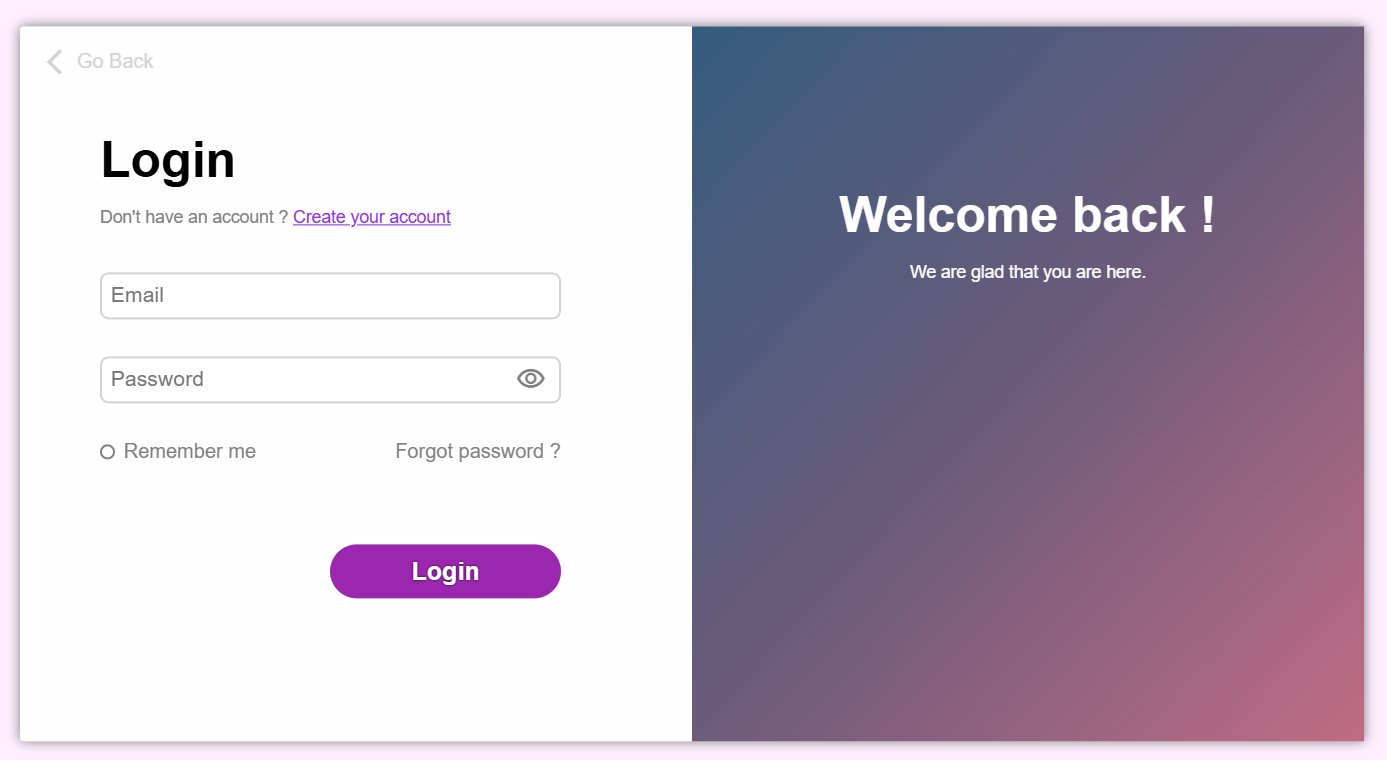 Go Back
Login
Don't have an account ? Create your account
Email
Password
Remember me
Forgot password ?
Login
Welcome back !
We are glad that you are here.